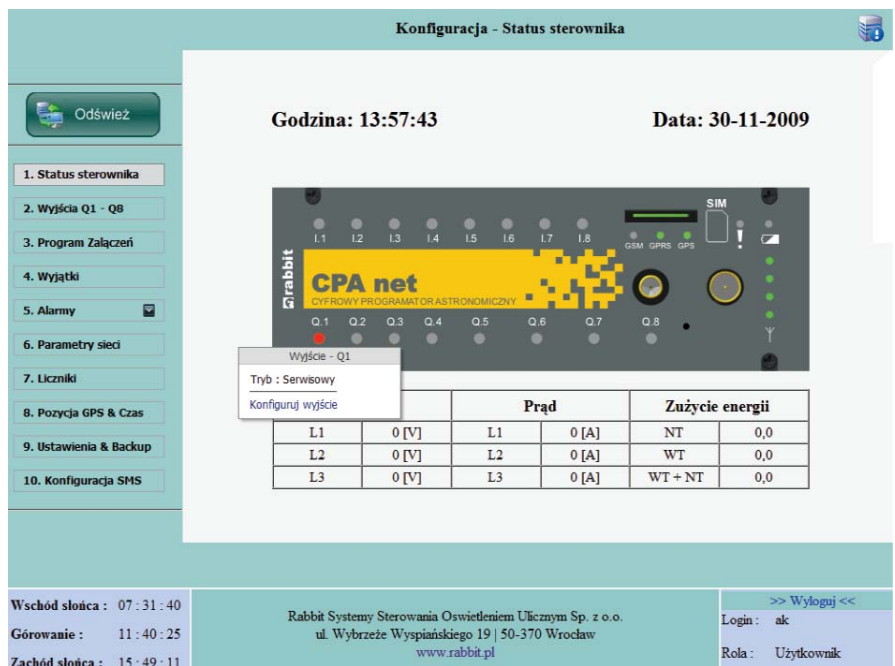 Konfiguracja - Status sterownika
Odśwież
1. Status sterownika
2. Wyjścia Q1 - Q8
3. Program Załączeń
4. Wyjątki
5. Alarmy
6. Parametry sieci
7. Liczniki
8. Pozycja GPS & Czas
9. Ustawienia & Backup
10. Konfiguracja SMS
Godzina: 13:57:43 Data: 30-11-2009
SIM
I.1 I.2 I.3 I.4 I.5 I.6 I.7 I.8
GSM GPRS GPS
!
rabbit
CPA net
CYFROWY PROGRAMATOR ASTRONOMICZNY
Q.1 Q.2 Q.3 Q.4 Q.5 Q.6 Q.7 Q.8
Wyjście - Q1
Tryb : Serwisowy
Konfiguruj wyjście
Prąd Zużycie energii
L1 0 [V] L1 0 [A] NT 0,0
L2 0 [V] L2 0 [A] WT 0,0
L3 0 [V] L3 0 [A] WT + NT 0,0
Wschód słońca : 07 : 31 : 40
Górowanie : 11 : 40 : 25
Zachód słońca : 15 : 49 : 11
Rabbit Systemy Sterowania Oswietleniem Ulicznym Sp. z o.o.
ul. Wybrzeże Wyspiańskiego 19 | 50-370 Wrocław
www.rabbit.pl
>> Wyloguj <<
Login : ak
Rola : Użytkownik